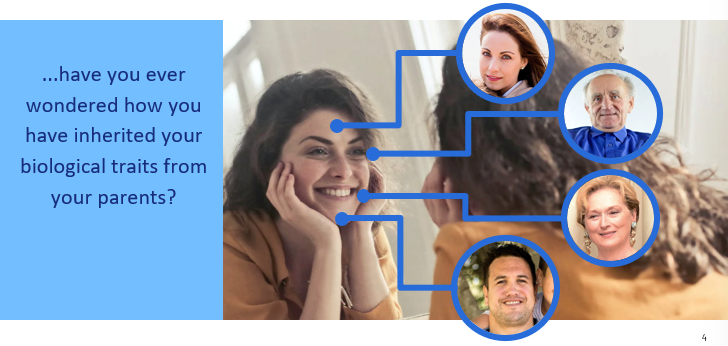 ...have you ever
wondered how you
have inherited your
biological traits from
your parents?
4